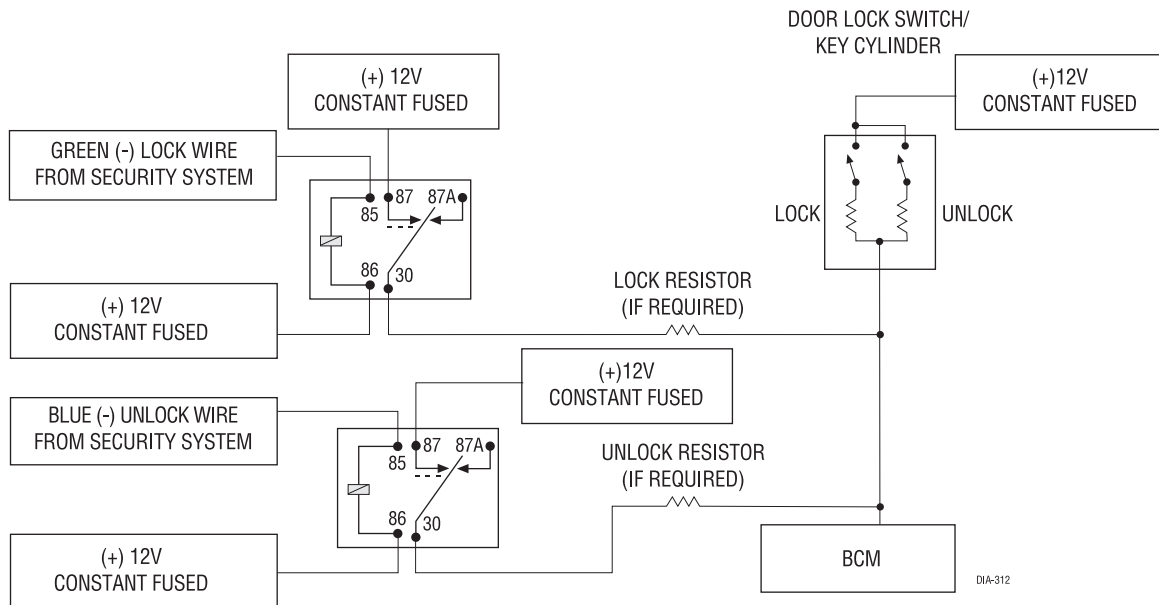 DOOR LOCK SWITCH/
KEY CYLINDER
(+) 12V
CONSTANT FUSED
(+)12V
CONSTANT FUSED
GREEN (-) LOCK WIRE
FROM SECURITY SYSTEM
85
87
87A
86
30
LOCK
UNLOCK
(+) 12V
CONSTANT FUSED
LOCK RESISTOR
(IF REQUIRED)
(+)12V
CONSTANT FUSED
BLUE (-) UNLOCK WIRE
FROM SECURITY SYSTEM
85
87
87A
86
30
UNLOCK RESISTOR
(IF REQUIRED)
(+) 12V
CONSTANT FUSED
BCM
DIA-312